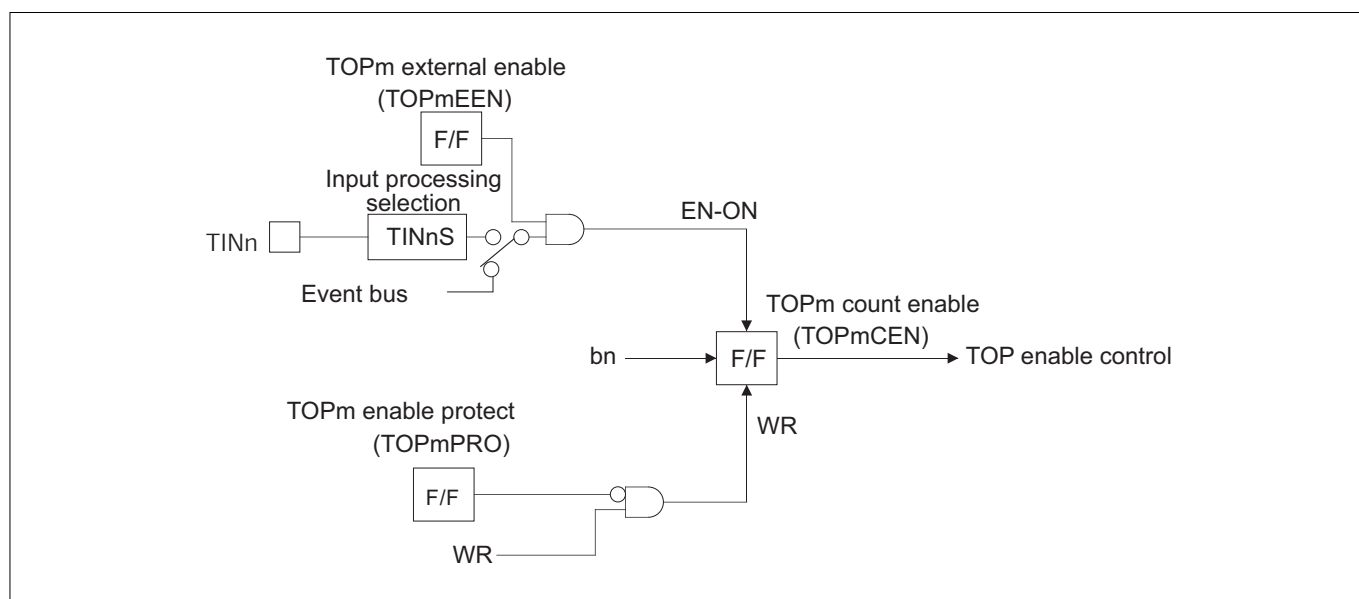 TOPm external enable
(TOPmEEN)
F/F
Input processing
selection
TINn
TINnS
EN-ON
Event bus
TOPm count enable
(TOPmCEN)
bn
F/F
TOP enable control
TOPm enable protect
(TOPmPRO)
WR
F/F
WR